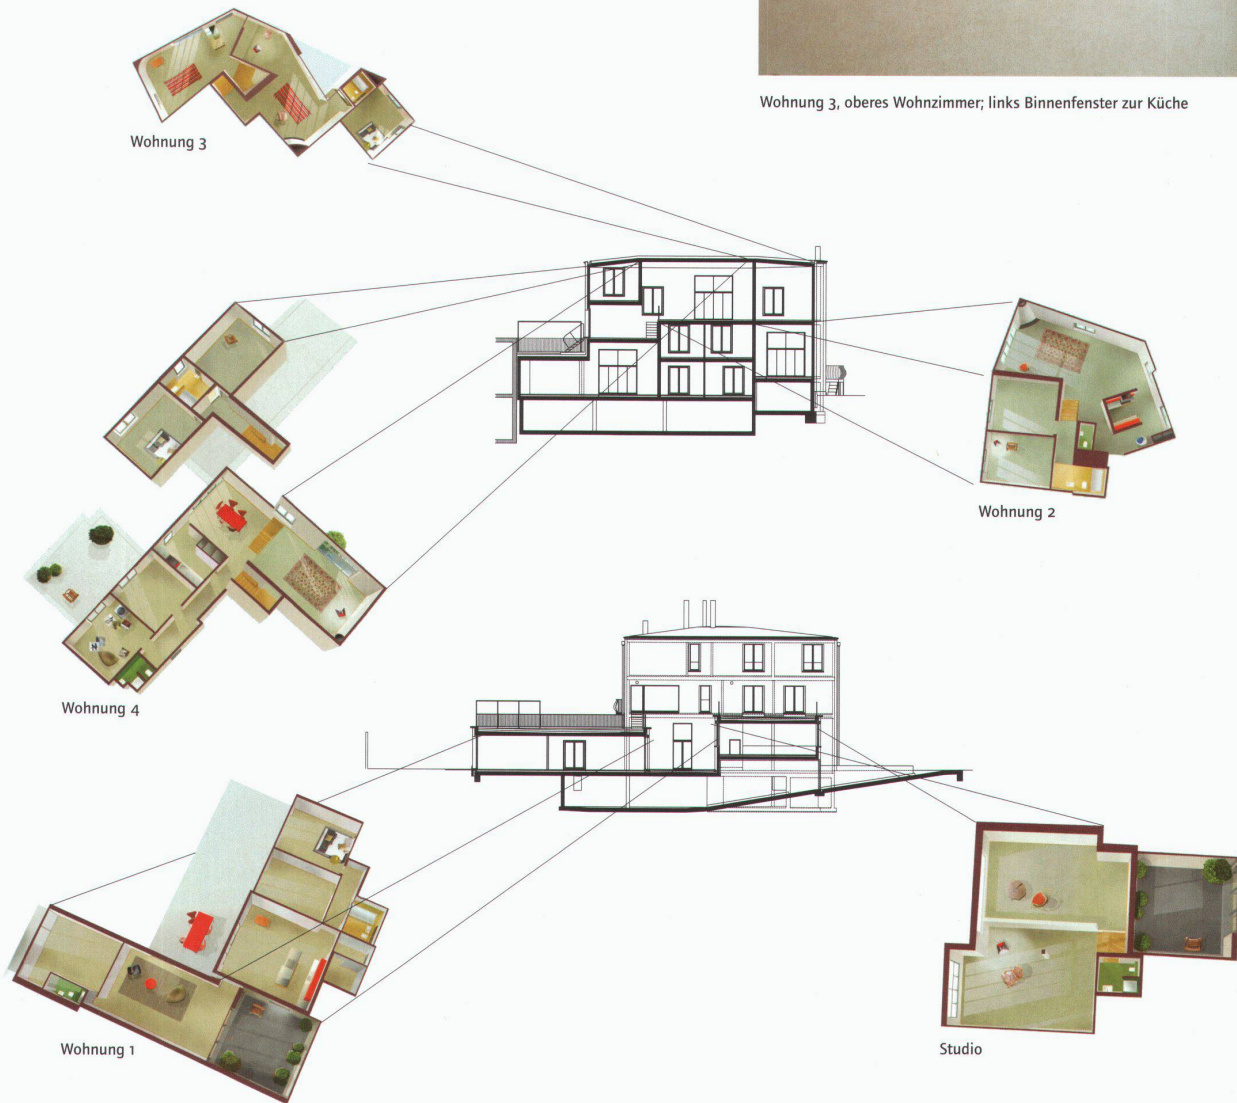 Wohnung 3, oberes Wohnzimmer; links Binnenfenster zur Küche
Wohnung 3
Wohnung 2
Wohnung 4
Wohnung 1
Studio